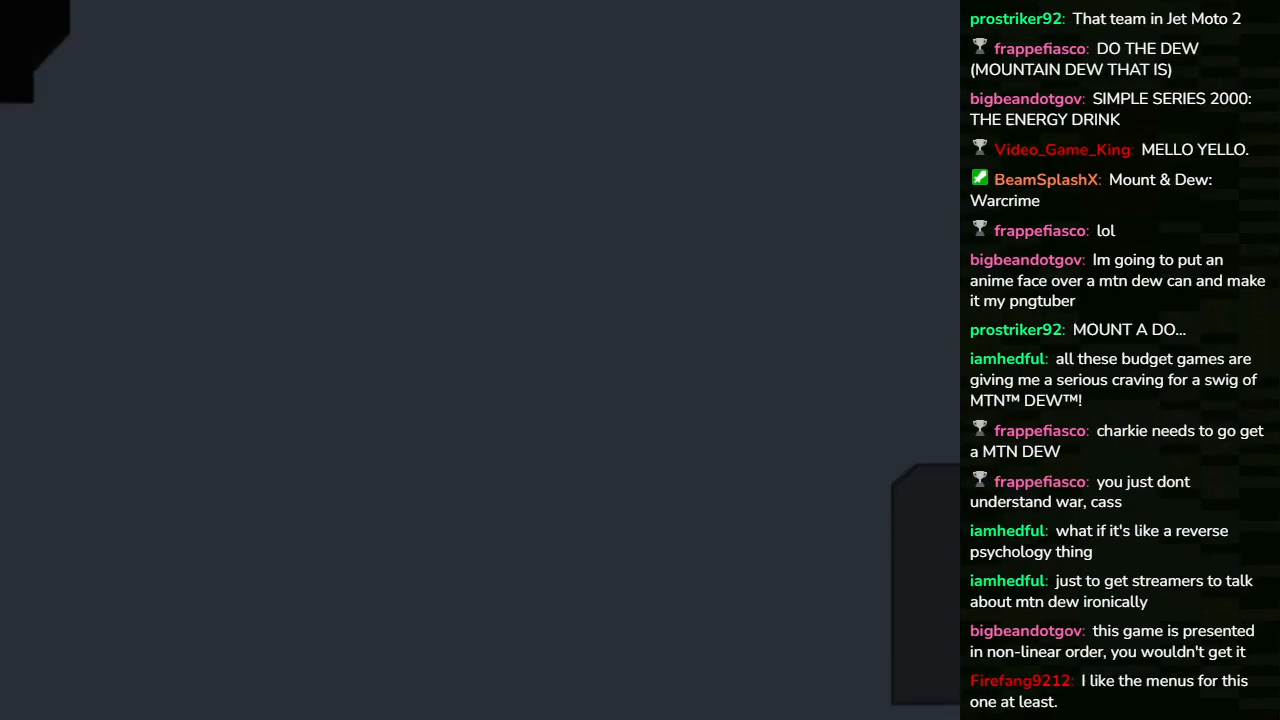 prostriker92: That team in Jet Moto 2
frappefiasco: DO THE DEW
(MOUNTAIN DEW THAT IS)
bigbeandotgov: SIMPLE SERIES 2000:
THE ENERGY DRINK
Video_Game_King: MELLO YELLO.
BeamSplashX: Mount & Dew:
Warcrime
frappefiasco: lol
bigbeandotgov: Im going to put an
anime face over a mtn dew can and make
it my pngtuber
prostriker92: MOUNT A DO...
iamhedful: all these budget games are
giving me a serious craving for a swig of
MTN™ DEW™!
frappefiasco: charkie needs to go get
a MTN DEW
frappefiasco: you just dont
understand war, cass
iamhedful: what if it's like a reverse
psychology thing
iamhedful: just to get streamers to talk
about mtn dew ironically
bigbeandotgov: this game is presented
in non-linear order, you wouldn't get it
Firefang9212: I like the menus for this
one at least.